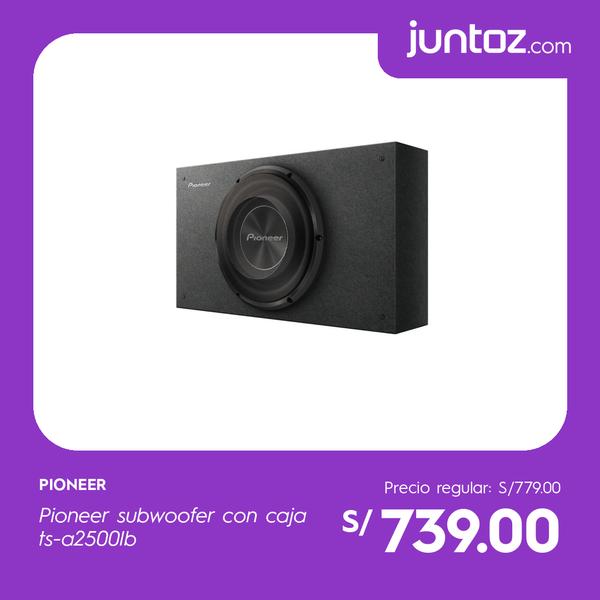 juntoz.com
Pioneer
Pioneer
PIONEER
Pioneer subwoofer con caja
ts-a2500lb
Precio regular: S/779.00
S/739.00